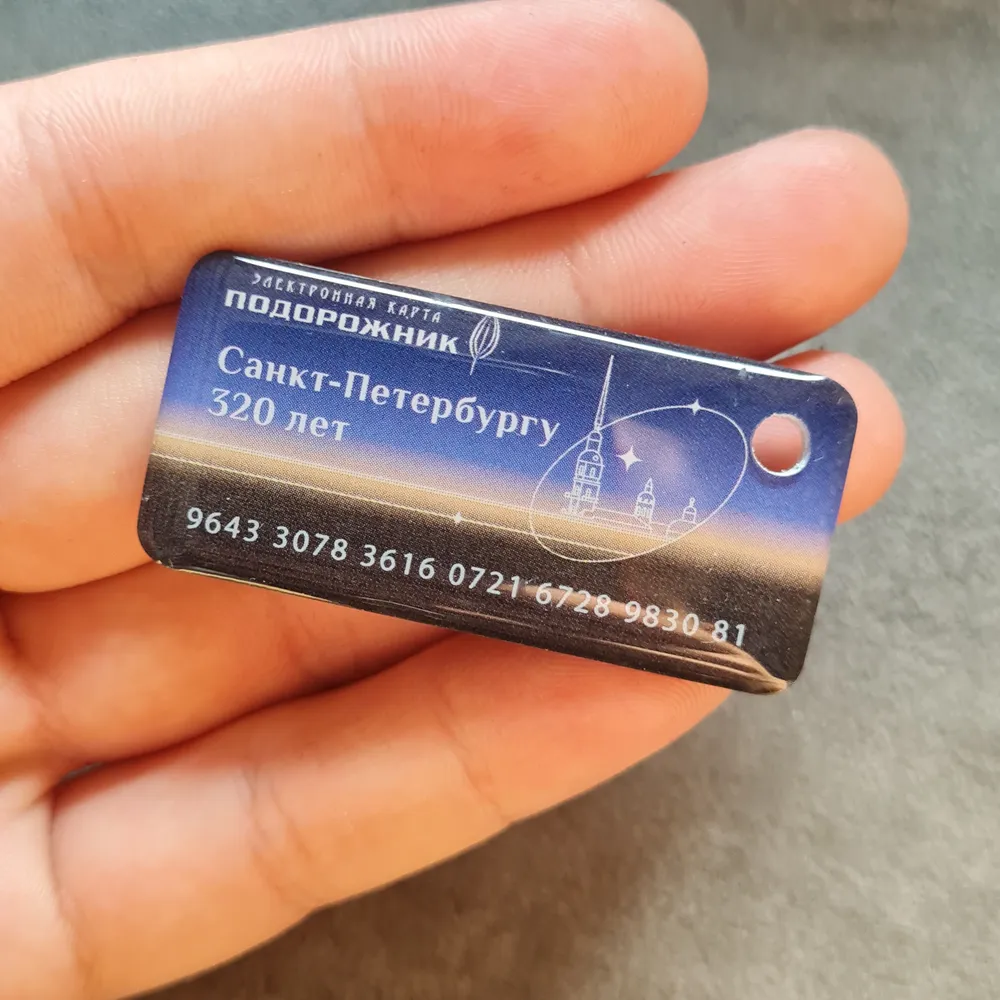 ЭЛЕКТРОННАЯ КАРТА
ПОДОРОЖНИК
Санкт-Петербургу
320 лет
9643 3078 3616 0721 6728 9830 81